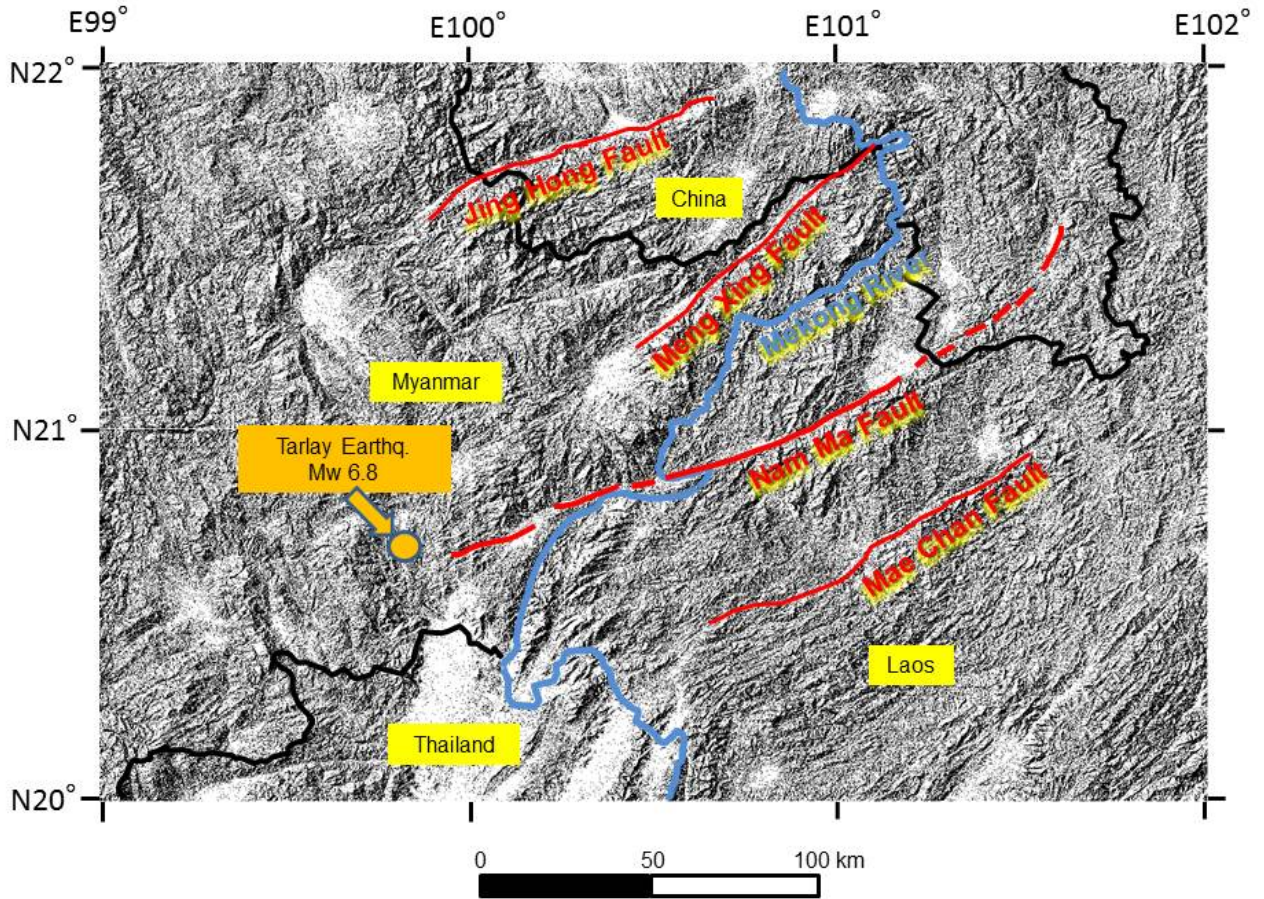 E99°
E100°
E101°
E102°
N22°
Jing Hong Fault
China
Meng Xing Fault
Mekong River
Myanmar
N21°
Tarlay Earthq.
Mw 6.8
Nam Ma Fault
Mae Chan Fault
Laos
Thailand
N20°
0
50
100 km